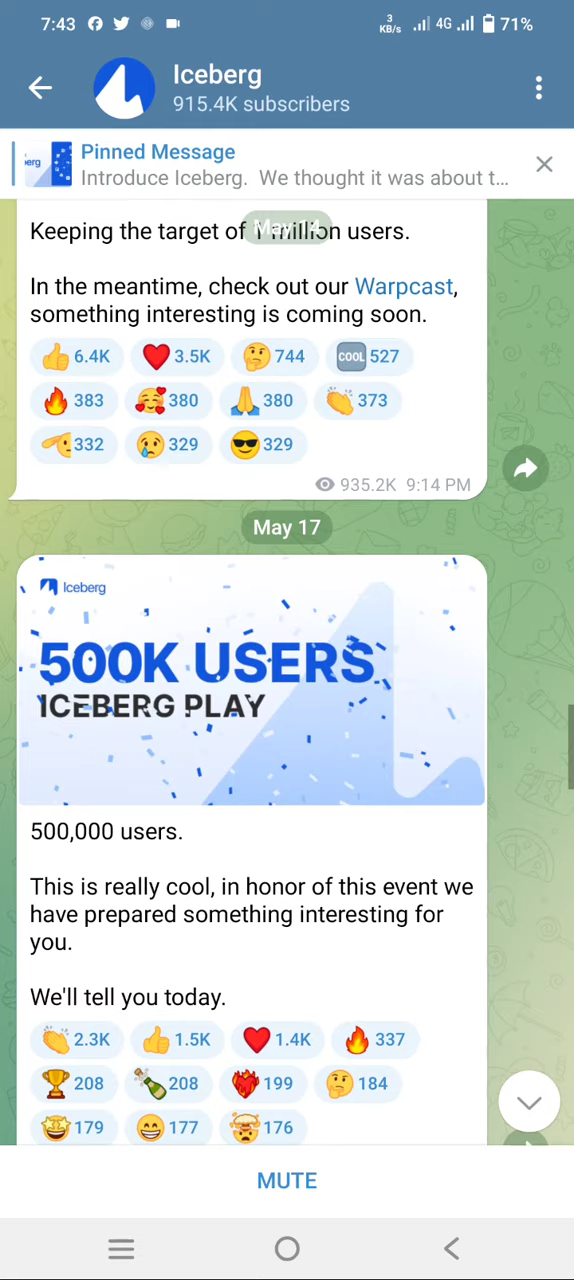 7:43
3
KB/s
4G
71%
Iceberg
915.4K subscribers
erg
Pinned Message
Introduce Iceberg.  We thought it was about t...
May 14
Keeping the target of 1 million users.
In the meantime, check out our Warpcast,
something interesting is coming soon.
6.4K 3.5K 744 COOL 527
383 380 380 373
332 329 329
935.2K 9:14 PM
May 17
Iceberg
500K USERS
ICEBERG PLAY
500,000 users.
This is really cool, in honor of this event we
have prepared something interesting for
you.
We'll tell you today.
2.3K 1.5K 1.4K 337
208 208 199 184
179 177 176
MUTE